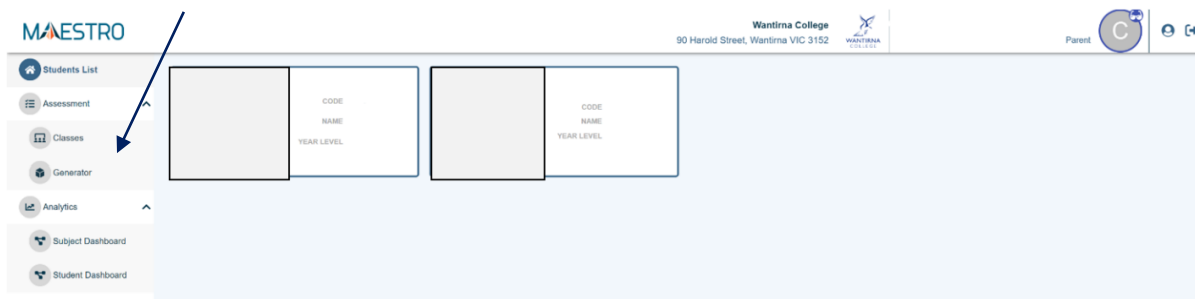 MAESTRO
Wantirna College
90 Harold Street, Wantirna VIC 3152
WANTIRNA
COLLEGE
Parent
C
Students List
Assessment
Classes
Generator
Analytics
Subject Dashboard
Student Dashboard
CODE
NAME
YEAR LEVEL
CODE
NAME
YEAR LEVEL